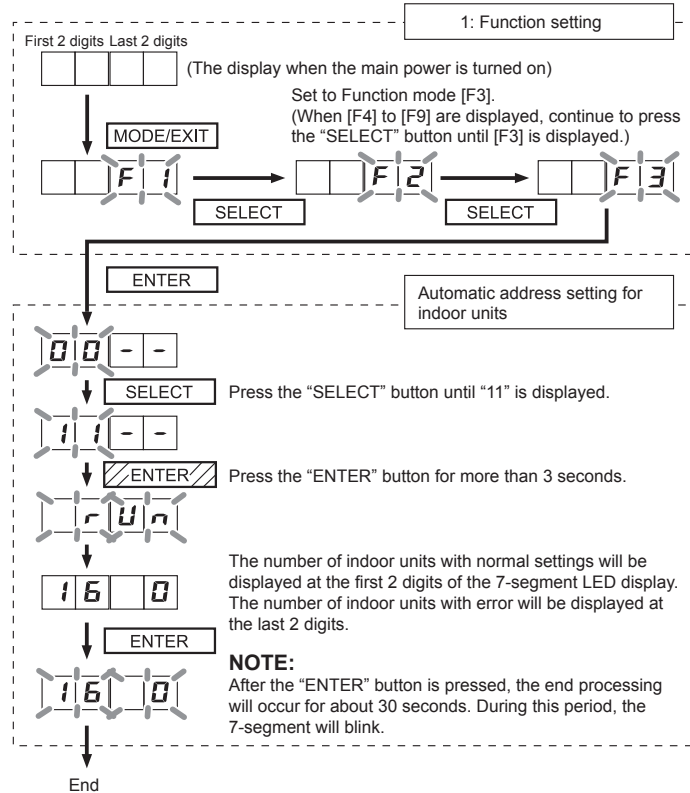 1: Function setting
First 2 digits Last 2 digits
(The display when the main power is turned on)
Set to Function mode [F3].
(When [F4] to [F9] are displayed, continue to press
the “SELECT” button until [F3] is displayed.)
MODE/EXIT
F 1 F 2 F 3
SELECT SELECT
ENTER
Automatic address setting for
indoor units
0 0 - -
SELECT Press the “SELECT” button until “11” is displayed.
1 1 - -
ENTER Press the “ENTER” button for more than 3 seconds.
r U n
The number of indoor units with normal settings will be
displayed at the first 2 digits of the 7-segment LED display.
The number of indoor units with error will be displayed at
the last 2 digits.
1 6 0
ENTER
NOTE:
After the “ENTER” button is pressed, the end processing
will occur for about 30 seconds. During this period, the
7-segment will blink.
1 6 0
End